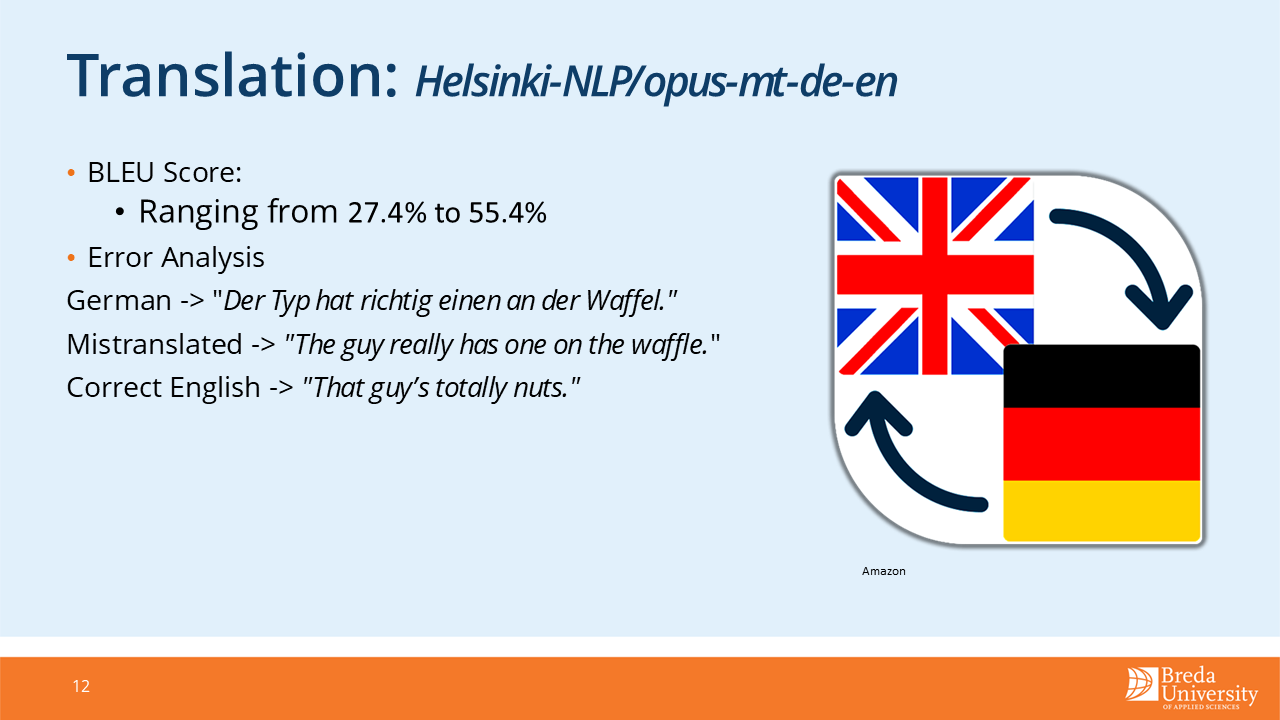 Translation: Helsinki-NLP/opus-mt-de-en
• BLEU Score:
• Ranging from 27.4% to 55.4%
• Error Analysis
German -> "Der Typ hat richtig einen an der Waffel."
Mistranslated -> "The guy really has one on the waffle."
Correct English -> "That guy’s totally nuts."
Amazon
12
Breda
University
OF APPLIED SCIENCES